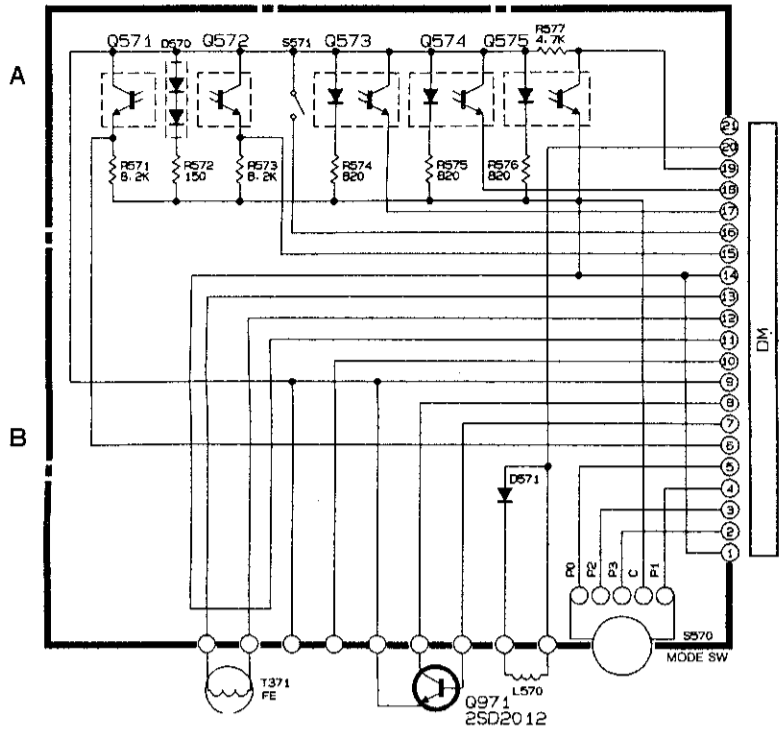 R577
4.7K
Q571 D570 Q572 S571 Q573 Q574 Q575
A
R571
8.2K
R572
150
R573
8.2K
R574
820
R575
820
R576
820
21
20
19
18
17
16
15
14
13
12
11
10
9
8
7
6
5
4
3
2
1
DM
B
D571
P0
P2
P3
C
P1
S570
MODE SW
T371
FE
L570
Q971
2SD2012